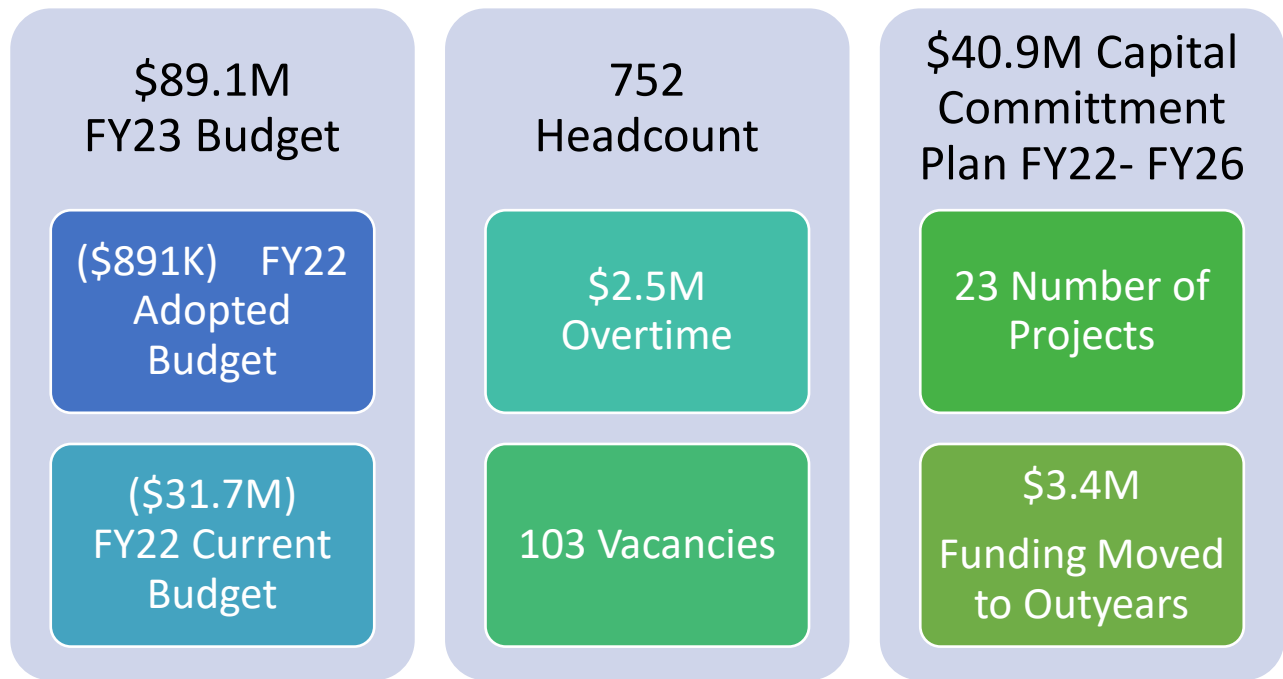 $89.1M
FY23 Budget
($891K) FY22
Adopted
Budget
($31.7M)
FY22 Current
Budget
752
Headcount
$2.5M
Overtime
103 Vacancies
$40.9M Capital
Committment
Plan FY22- FY26
23 Number of
Projects
$3.4M
Funding Moved
to Outyears